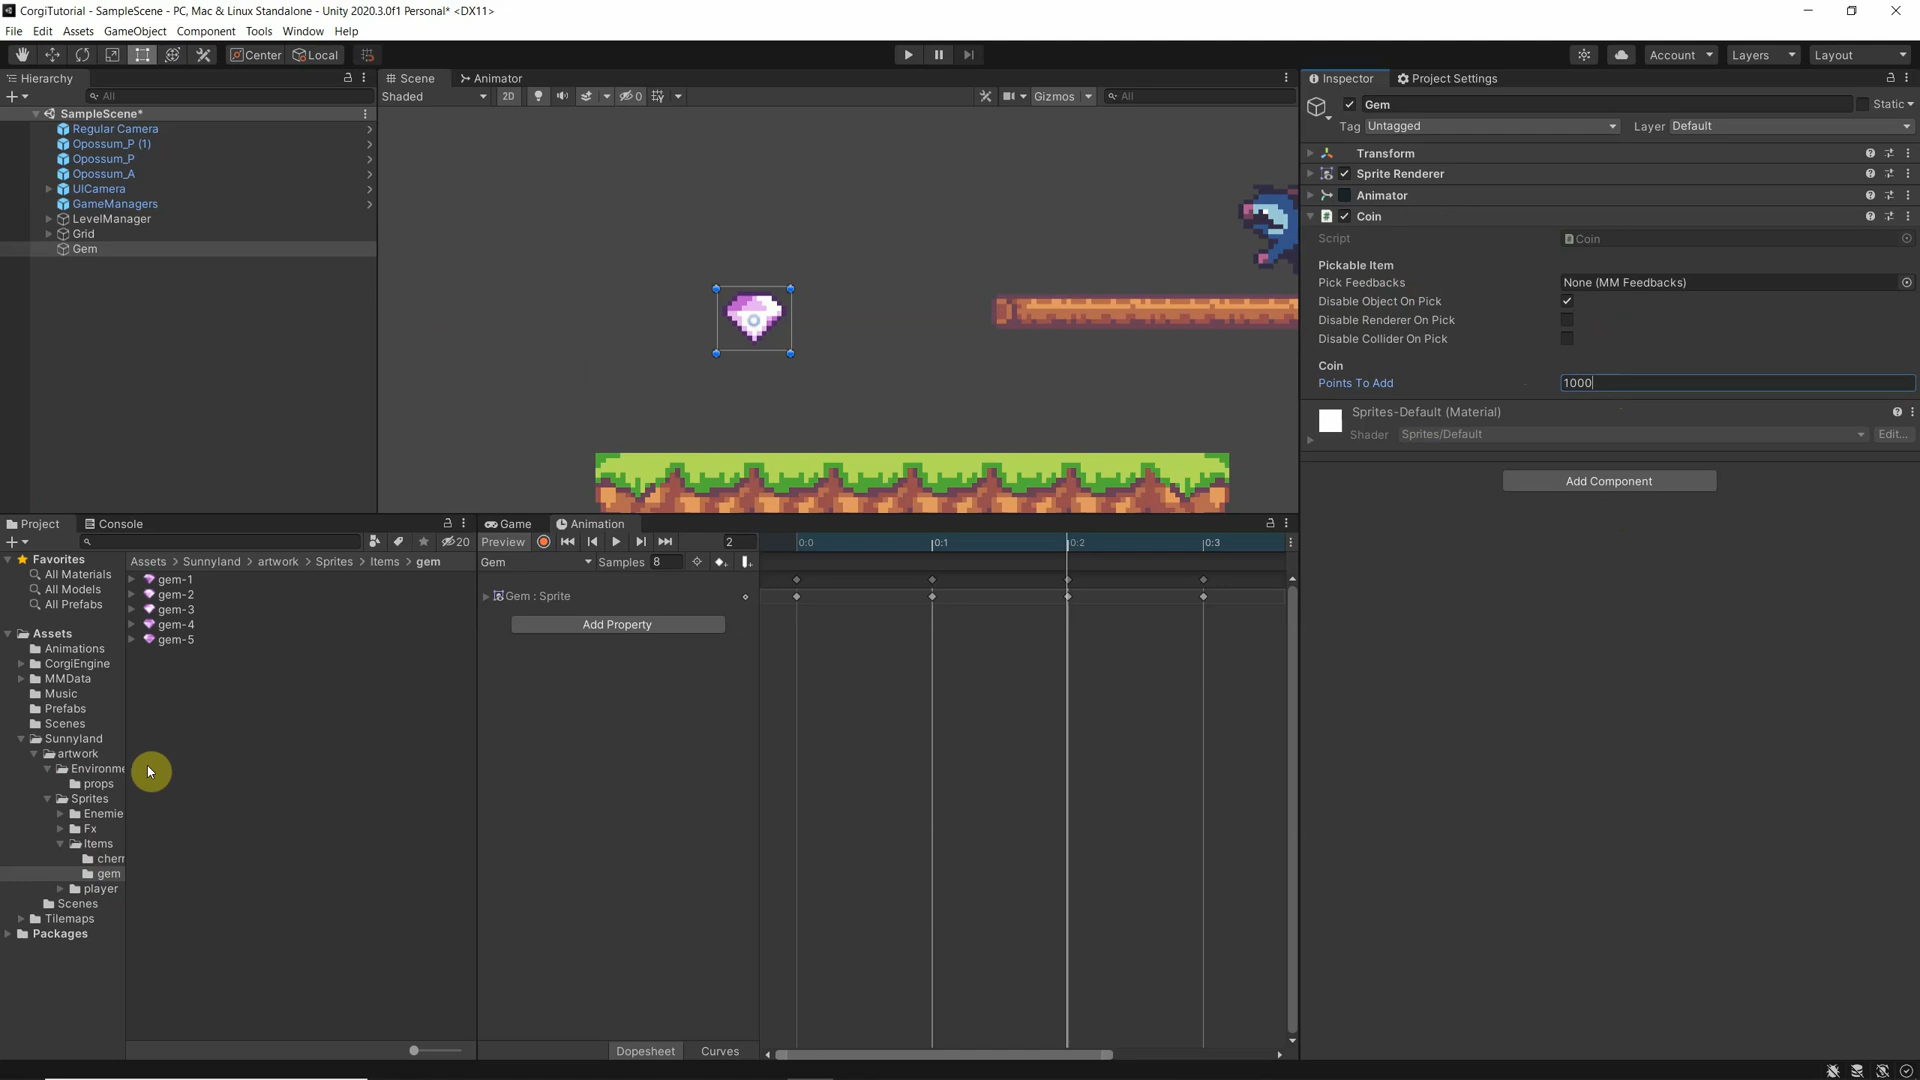 CorgiTutorial - SampleScene - PC, Mac & Linux Standalone - Unity 2020.3.0f1 Personal* <DX11>
File Edit Assets GameObject Component Tools Window Help
Center Local Account Layers Layout
Hierarchy
All
SampleScene*
Regular Camera
Opossum_P (1)
Opossum_P
Opossum_A
UICamera
GameManagers
LevelManager
Grid
Gem
Scene Animator
Shaded 2D 0 Gizmos All
Inspector Project Settings
Gem Static
Tag Untagged Layer Default
Transform
Sprite Renderer
Animator
Coin
Script Coin
Pickable Item
Pick Feedbacks None (MM Feedbacks)
Disable Object On Pick
Disable Renderer On Pick
Disable Collider On Pick
Coin
Points To Add 1000
Sprites-Default (Material)
Shader Sprites/Default Edit...
Add Component
Project Console
20
Favorites
All Materials
All Models
All Prefabs
Assets
Animations
CorgiEngine
MMData
Music
Prefabs
Scenes
Sunnyland
artwork
Environme
props
Sprites
Enemie
Fx
Items
cherr
gem
player
Scenes
Tilemaps
Packages
Assets > Sunnyland > artwork > Sprites > Items > gem
gem-1
gem-2
gem-3
gem-4
gem-5
Game Animation
Preview 2 0:0 0:1 0:2 0:3
Gem Samples 8
Gem : Sprite
Add Property
Dopesheet Curves